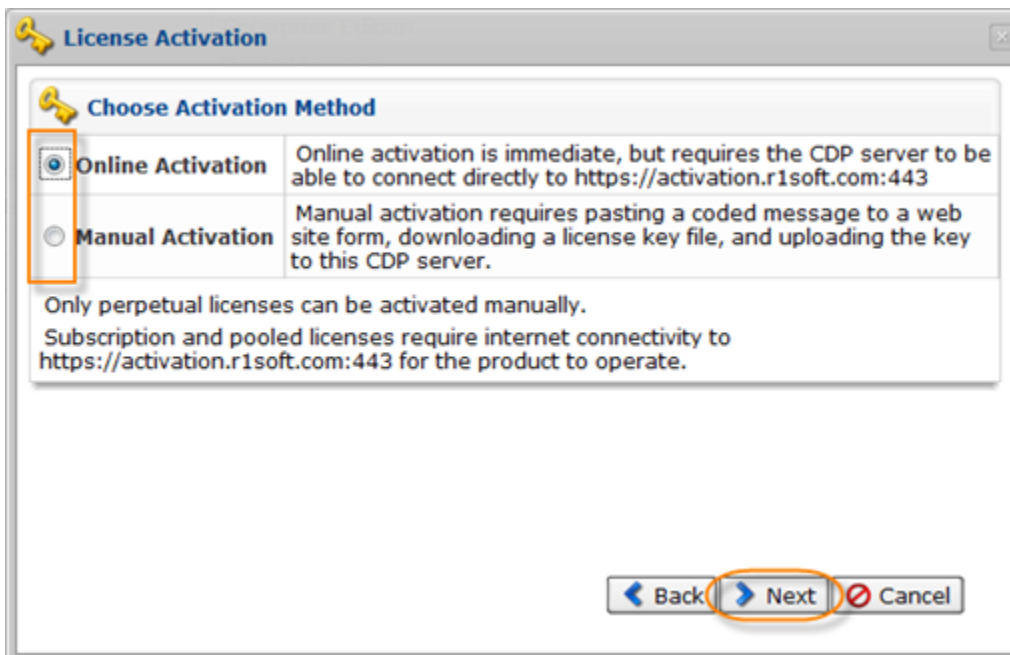 License Activation
Choose Activation Method
Online Activation
Online activation is immediate, but requires the CDP server to be
able to connect directly to https://activation.r1soft.com:443
Manual Activation
Manual activation requires pasting a coded message to a web
site form, downloading a license key file, and uploading the key
to this CDP server.
Only perpetual licenses can be activated manually.
Subscription and pooled licenses require internet connectivity to
https://activation.r1soft.com:443 for the product to operate.
Back
Next
Cancel